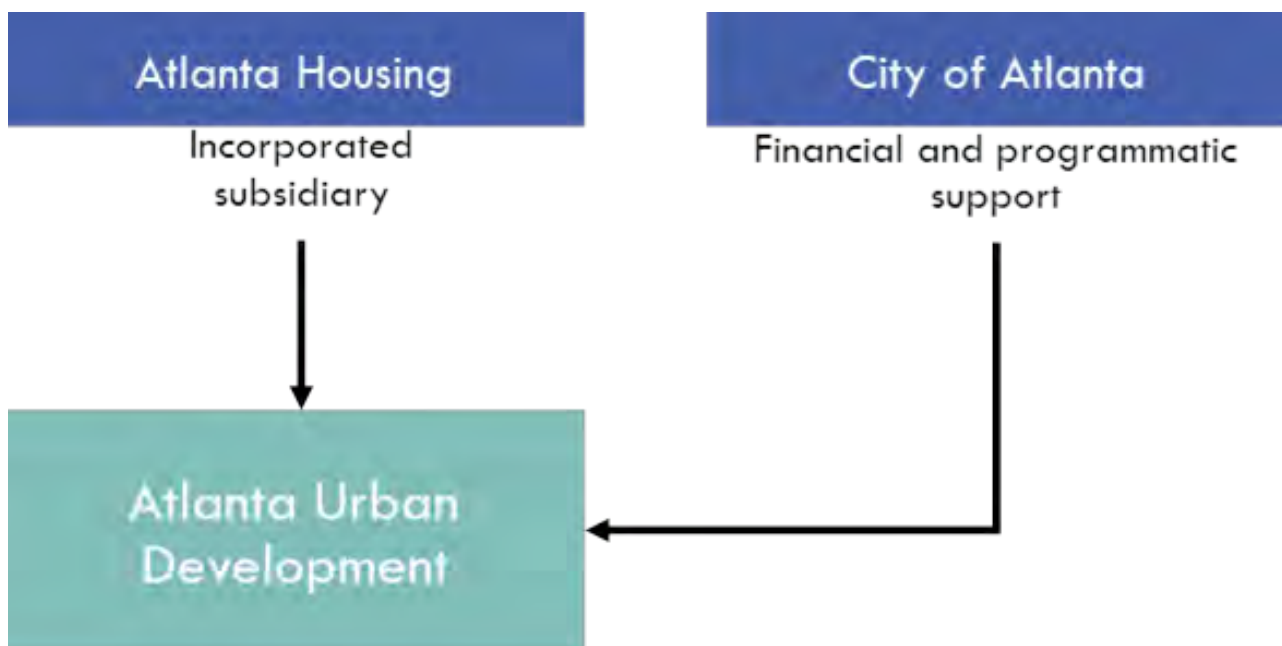 Atlanta Housing
Incorporated
subsidiary
City of Atlanta
Financial and programmatic
support
Atlanta Urban
Development